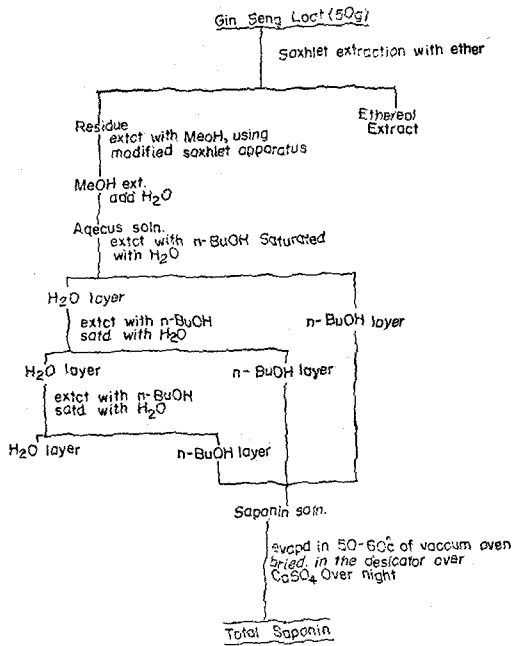 Gin Seng Loct (50g)
Soxhlet extraction with ether
Ethereol
Extract
Residue
extct with MeOH, using
modified soxhlet apparatus
MeOH ext.
add H₂O
Aqecus soln.
extct with n-BuOH Saturated
with H₂O
H₂O layer
n-BuOH layer
extct with n-BuOH
satd with H₂O
H₂O layer
n-BuOH layer
extct with n-BuOH
satd with H₂O
H₂O layer
n-BuOH layer
Saponin soln.
evapd in 50-60°c of vaccum oven
bried. in the desicator over
CaSO₄ Over night
Total Saponin